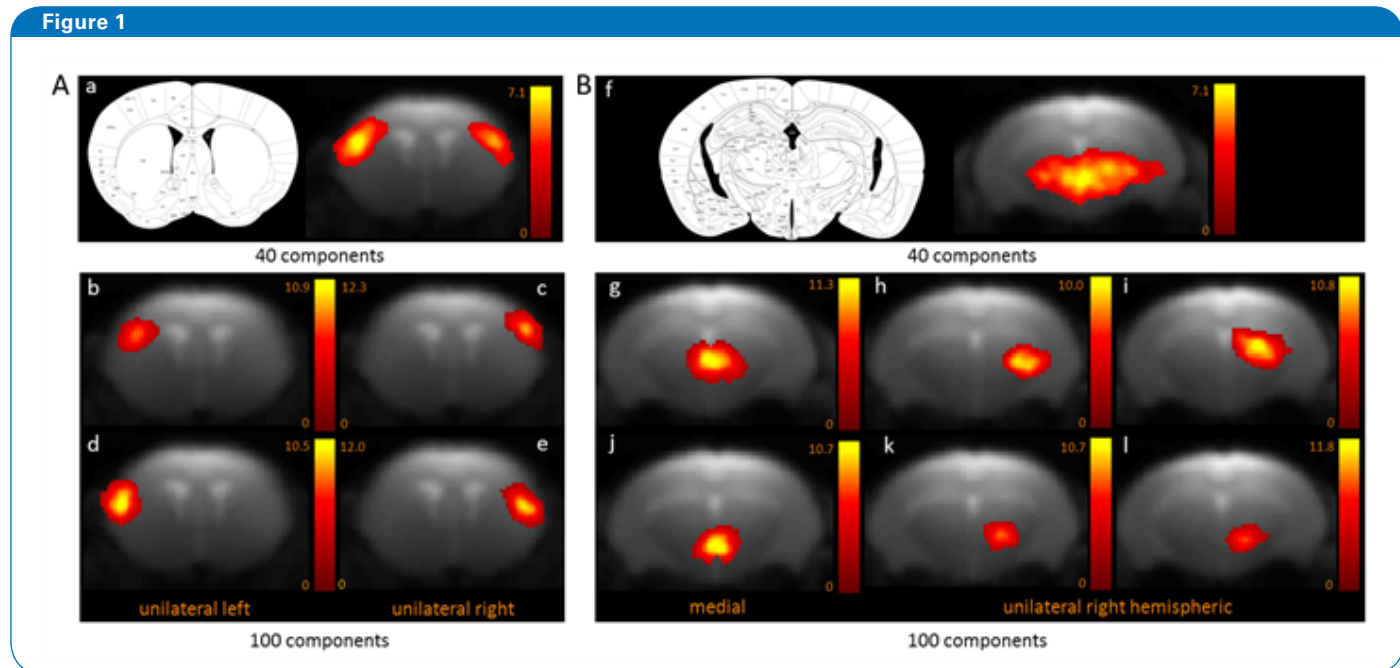 Figure 1
A
a
7.1
0
B
f
7.1
0
40 components
40 components
b
10.9
0
12.3
c
0
g
11.3
0
h
10.0
0
i
10.8
0
d
10.5
0
12.0
e
0
j
10.7
0
k
10.7
0
l
11.8
0
unilateral left
unilateral right
medial
unilateral right hemispheric
100 components
100 components